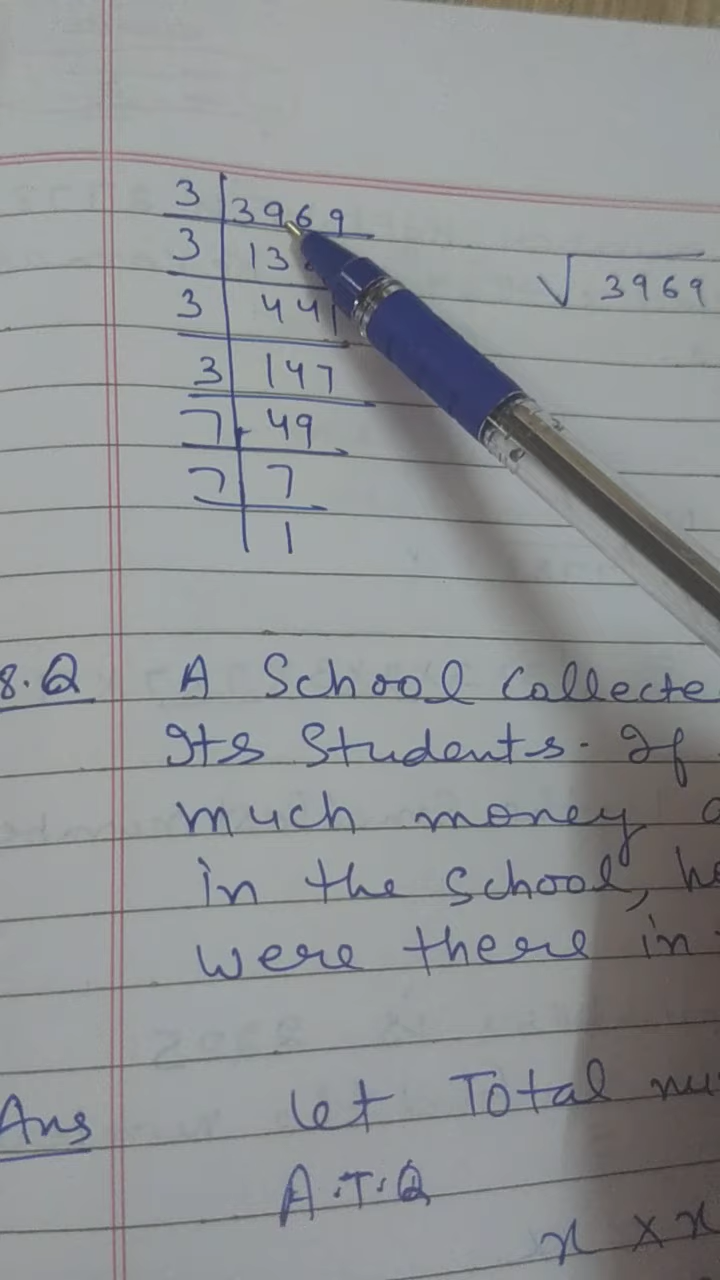 3 | 3969
3 | 13
3 | 441
3 | 147
7 | 49
7 | 7
1
√3969
8.Q A School Collecte
Its Students. If
much money
in the school, h
were there in
Ans Let Total nu
A.T.Q
x × x